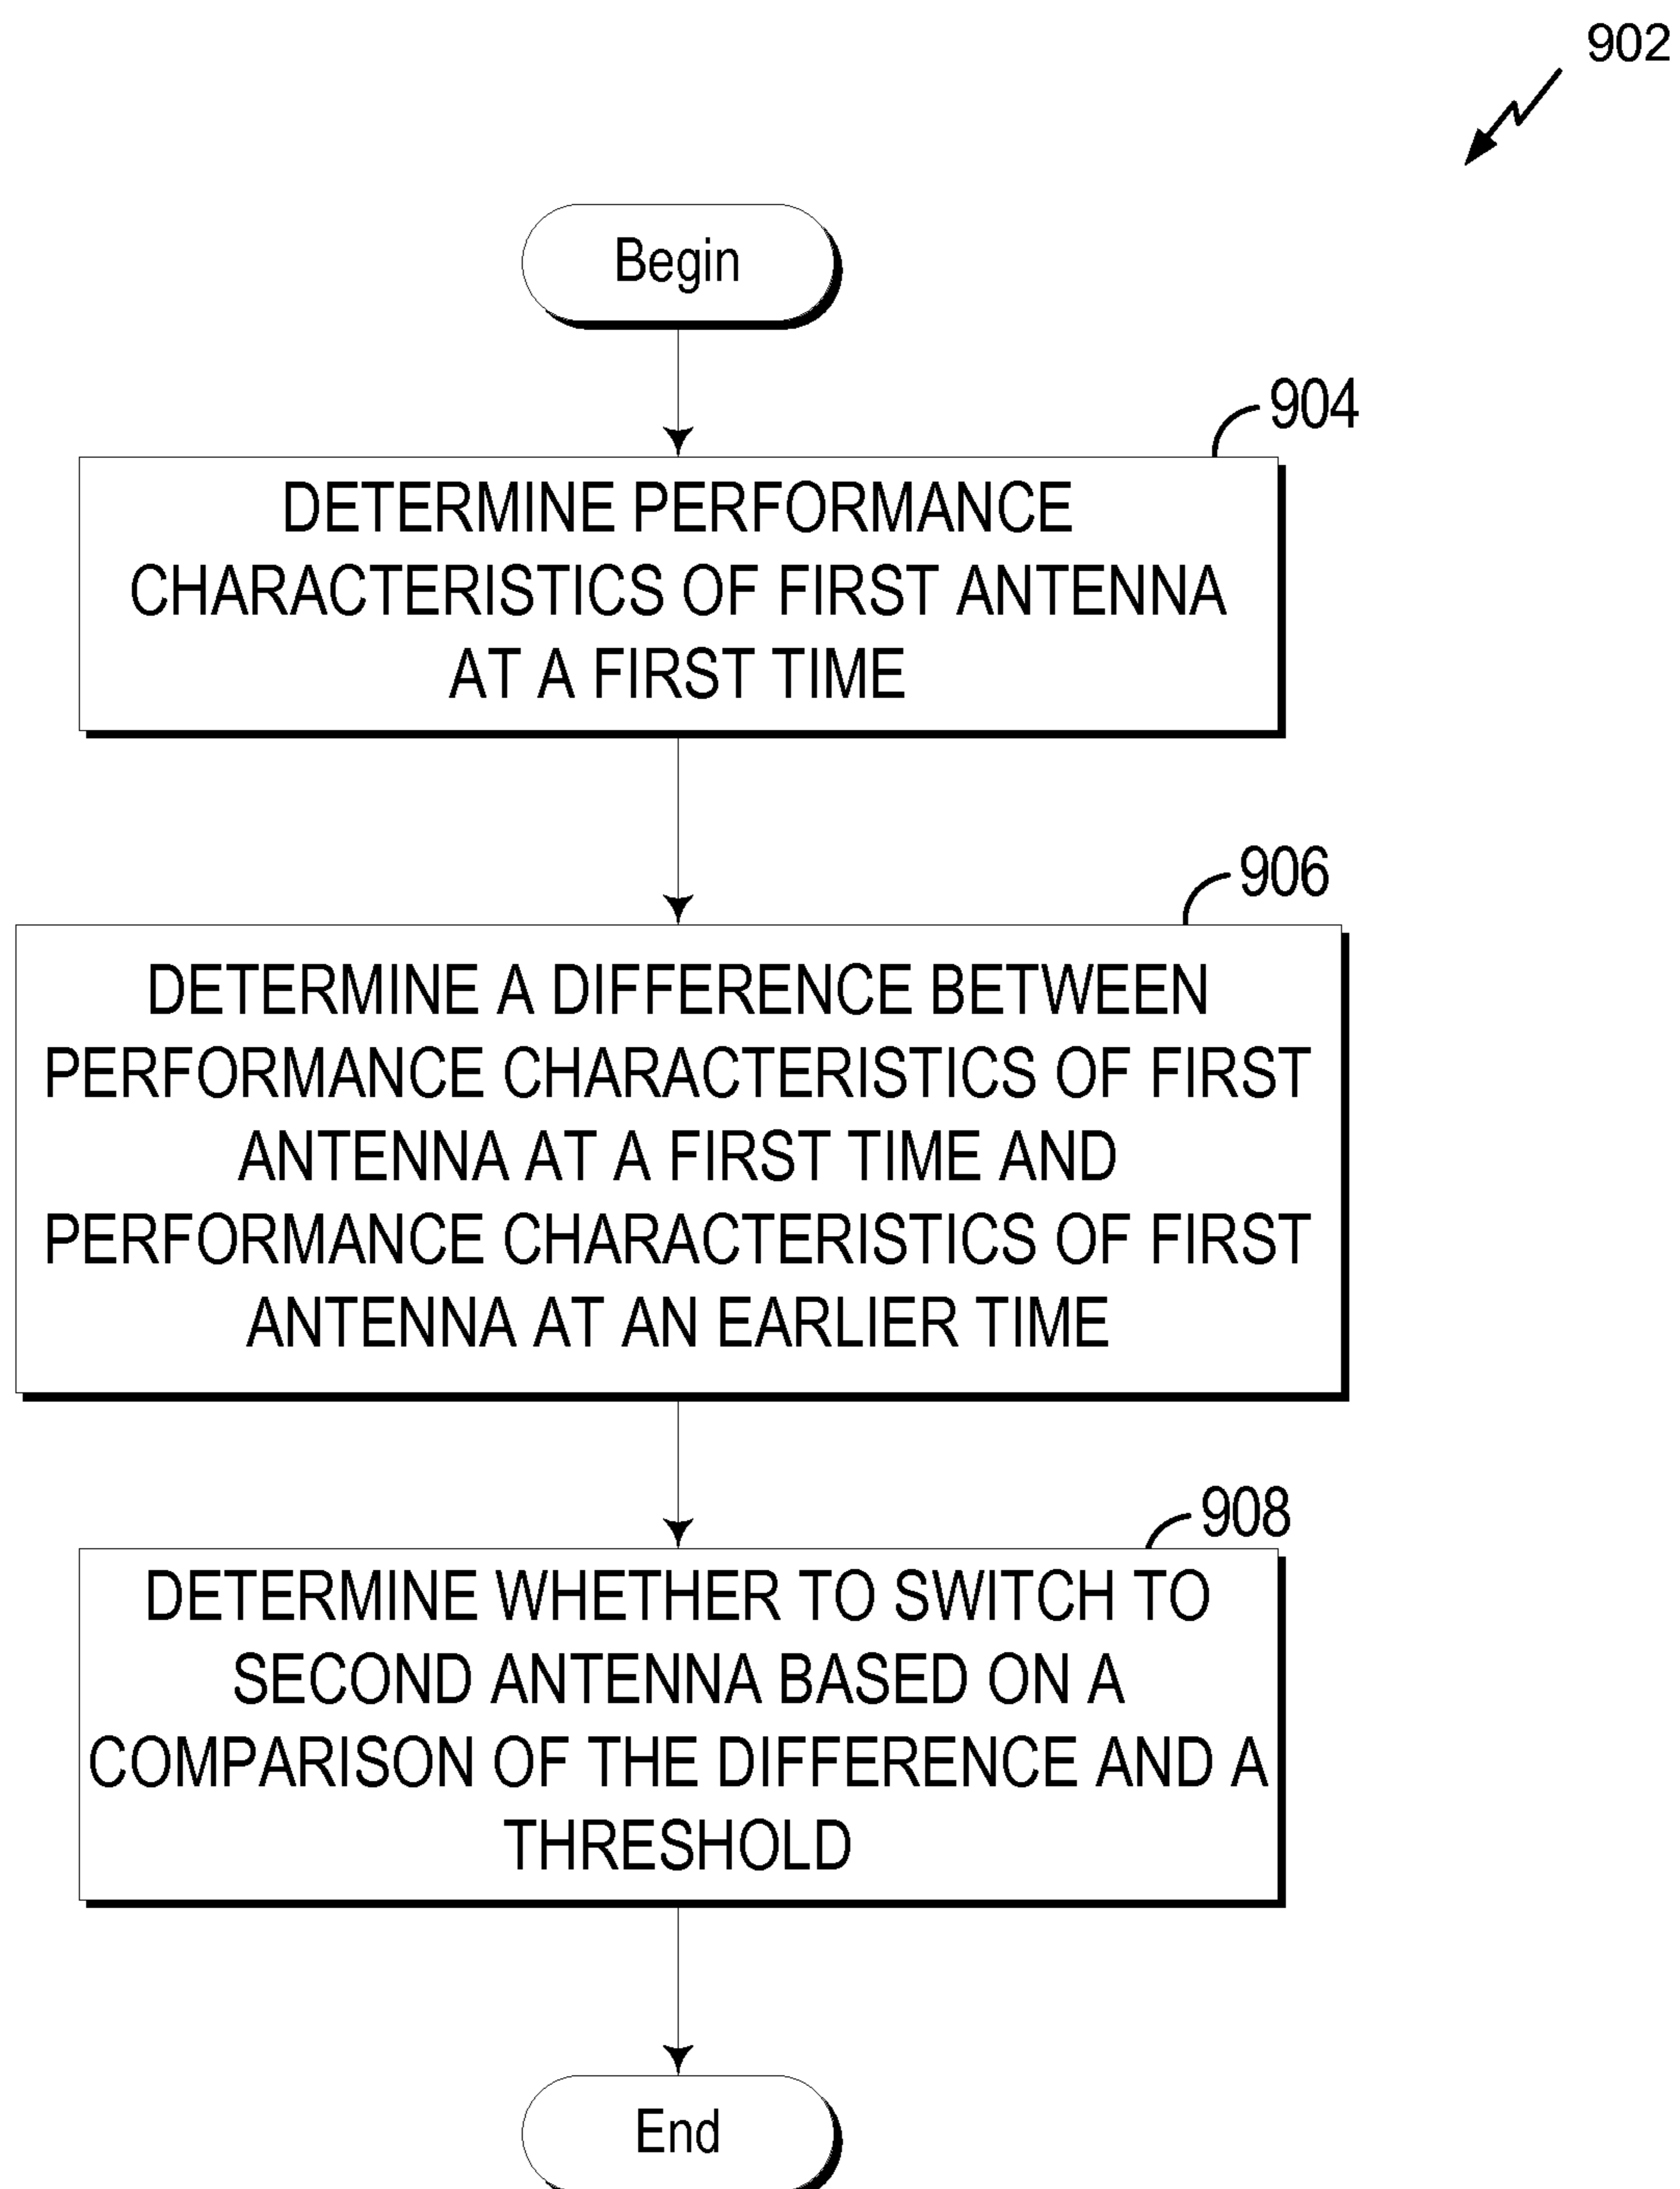 902
Begin
904
DETERMINE PERFORMANCE
CHARACTERISTICS OF FIRST ANTENNA
AT A FIRST TIME
906
DETERMINE A DIFFERENCE BETWEEN
PERFORMANCE CHARACTERISTICS OF FIRST
ANTENNA AT A FIRST TIME AND
PERFORMANCE CHARACTERISTICS OF FIRST
ANTENNA AT AN EARLIER TIME
908
DETERMINE WHETHER TO SWITCH TO
SECOND ANTENNA BASED ON A
COMPARISON OF THE DIFFERENCE AND A
THRESHOLD
End